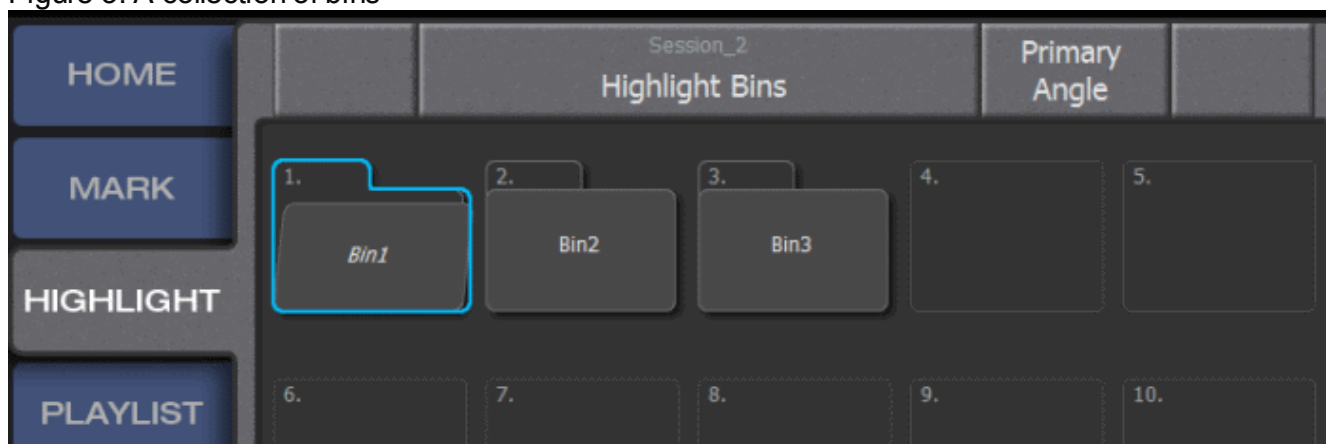 Figure 3: A collection of bins
HOME
Session_2
Highlight Bins
Primary
Angle
MARK
1.
2.
3.
4.
5.
Bin1
Bin2
Bin3
HIGHLIGHT
PLAYLIST
6.
7.
8.
9.
10.